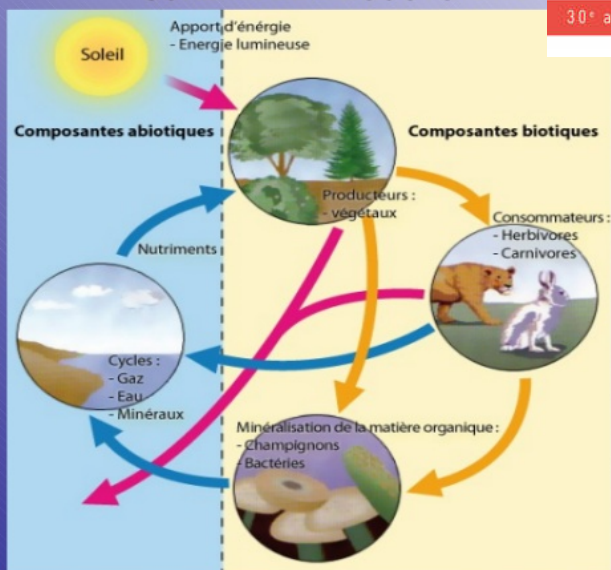 30e a
Apport d'énergie
- Energie lumineuse
Soleil
Composantes abiotiques
Composantes biotiques
Producteurs :
- végétaux
Consommateurs :
- Herbivores
- Carnivores
Nutriments
Cycles :
- Gaz
- Eau
- Minéraux
Minéralisation de la matière organique :
- Champignons
- Bactéries